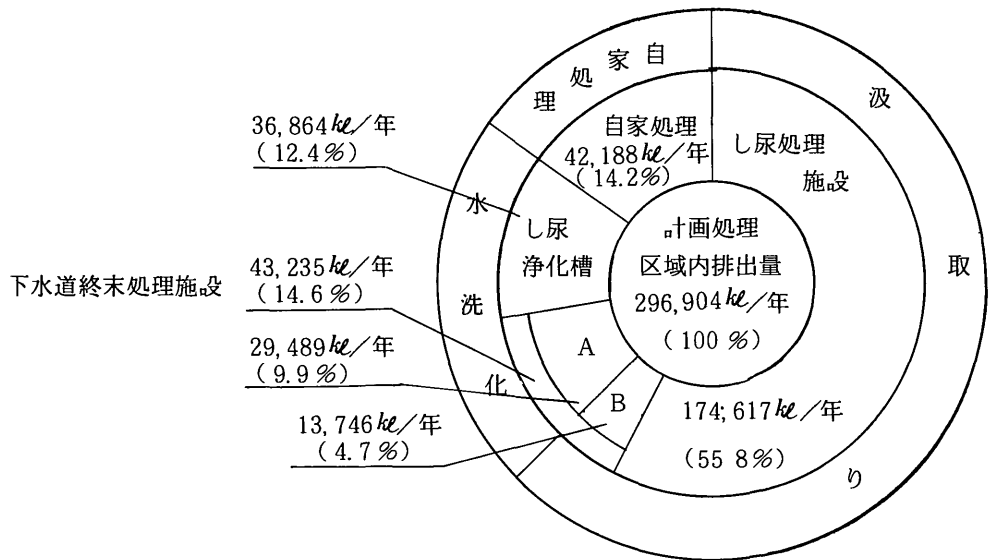 自家処理
汲取り
水洗化
36,864㎘/年
(12.4%)
自家処理
42,188㎘/年
(14.2%)
し尿処理
施設
し尿
浄化槽
計画処理
区域内排出量
296,904㎘/年
(100%)
下水道終末処理施設
43,235㎘/年
(14.6%)
29,489㎘/年
(9.9%)
13,746㎘/年
(4.7%)
A
B
174;617㎘/年
(55 8%)